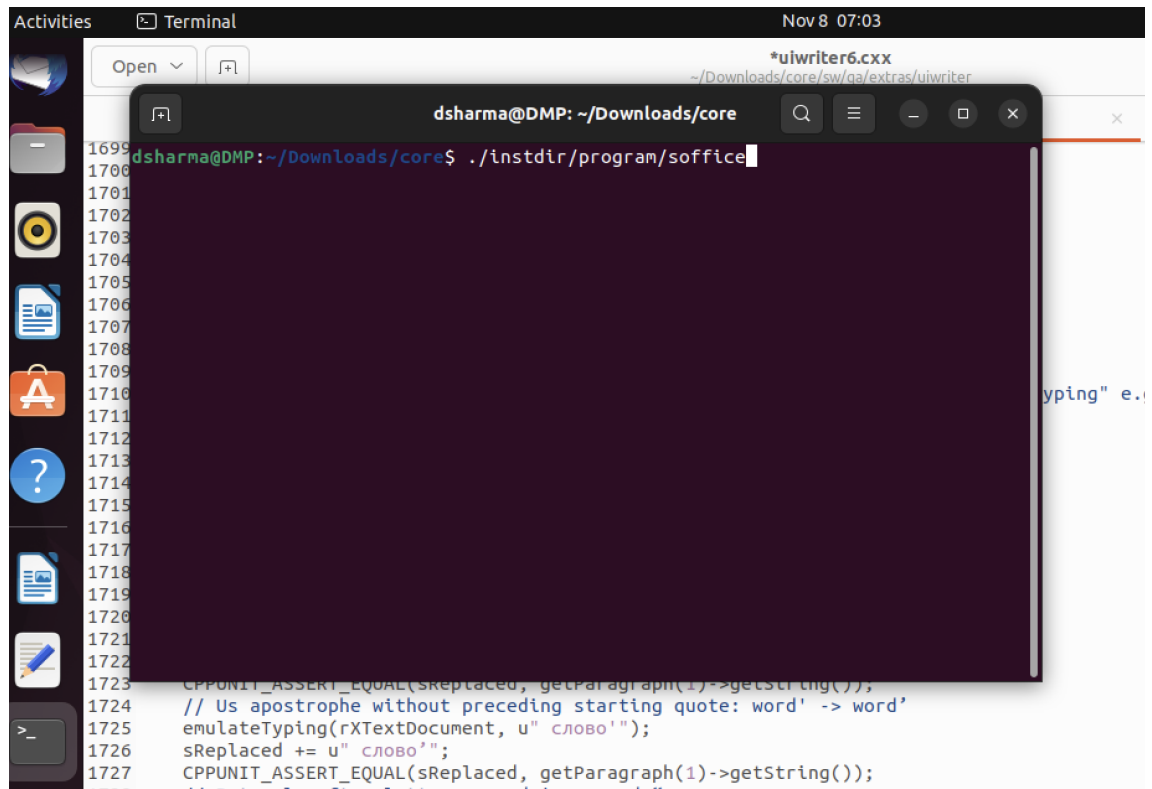 Activities Terminal Nov 8 07:03
Open *uiwriter6.cxx
~/Downloads/core/sw/qa/extras/uiwriter
dsharma@DMP: ~/Downloads/core
1699
dsharma@DMP:~/Downloads/core$ ./instdir/program/soffice
1700
1701
1702
1703
1704
1705
1706
1707
1708
1709
1710 yping" e.g
1711
1712
1713
1714
1715
1716
1717
1718
1719
1720
1721
1722
1723 CPPUNIT_ASSERT_EQUAL(sReplaced, getParagraph(1)->getString());
1724 // Us apostrophe without preceding starting quote: word' -> word’
1725 emulateTyping(rXTextDocument, u" слово'");
1726 sReplaced += u" слово’";
1727 CPPUNIT_ASSERT_EQUAL(sReplaced, getParagraph(1)->getString());